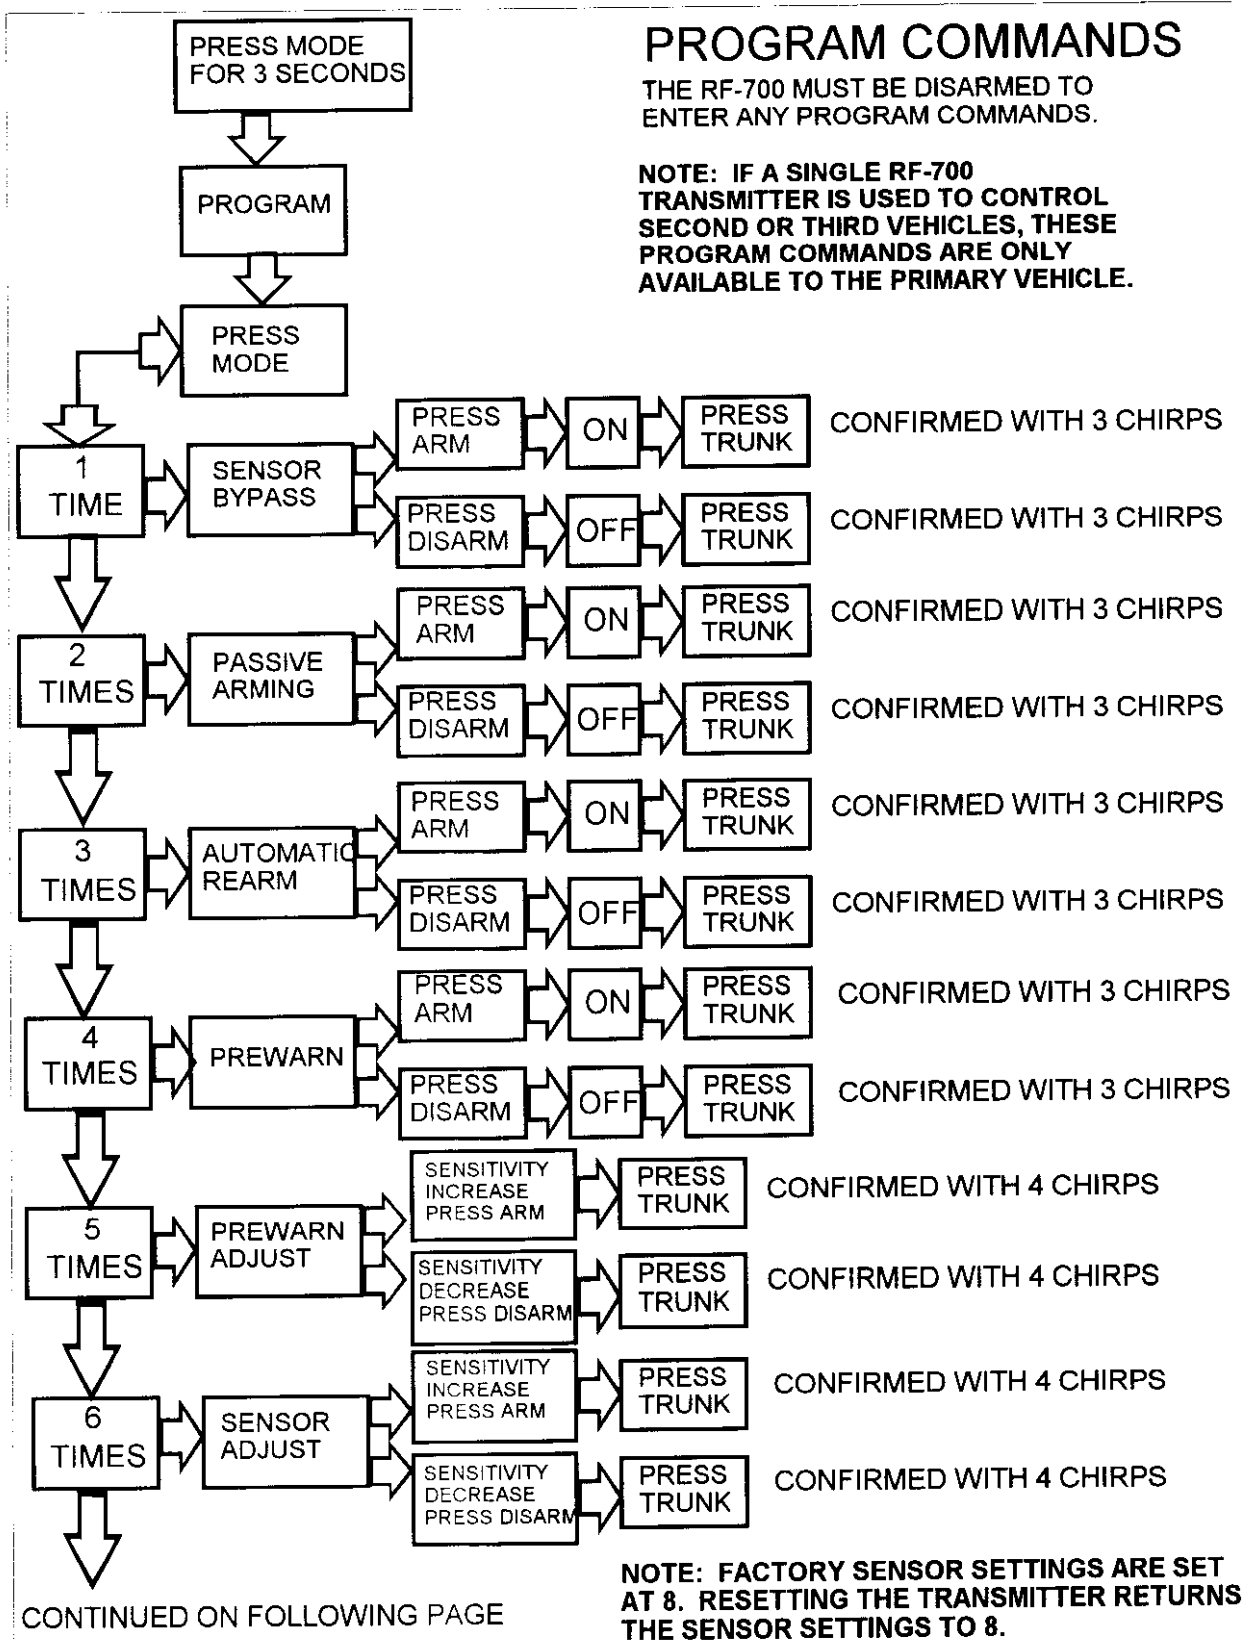 PRESS MODE
FOR 3 SECONDS
PROGRAM COMMANDS
THE RF-700 MUST BE DISARMED TO
ENTER ANY PROGRAM COMMANDS.
NOTE: IF A SINGLE RF-700
TRANSMITTER IS USED TO CONTROL
SECOND OR THIRD VEHICLES, THESE
PROGRAM COMMANDS ARE ONLY
AVAILABLE TO THE PRIMARY VEHICLE.
PROGRAM
PRESS
MODE
1
TIME
SENSOR
BYPASS
PRESS
ARM
ON
PRESS
TRUNK
CONFIRMED WITH 3 CHIRPS
PRESS
DISARM
OFF
PRESS
TRUNK
CONFIRMED WITH 3 CHIRPS
2
TIMES
PASSIVE
ARMING
PRESS
ARM
ON
PRESS
TRUNK
CONFIRMED WITH 3 CHIRPS
PRESS
DISARM
OFF
PRESS
TRUNK
CONFIRMED WITH 3 CHIRPS
3
TIMES
AUTOMATIC
REARM
PRESS
ARM
ON
PRESS
TRUNK
CONFIRMED WITH 3 CHIRPS
PRESS
DISARM
OFF
PRESS
TRUNK
CONFIRMED WITH 3 CHIRPS
4
TIMES
PREWARN
PRESS
ARM
ON
PRESS
TRUNK
CONFIRMED WITH 3 CHIRPS
PRESS
DISARM
OFF
PRESS
TRUNK
CONFIRMED WITH 3 CHIRPS
5
TIMES
PREWARN
ADJUST
SENSITIVITY
INCREASE
PRESS ARM
PRESS
TRUNK
CONFIRMED WITH 4 CHIRPS
SENSITIVITY
DECREASE
PRESS DISARM
PRESS
TRUNK
CONFIRMED WITH 4 CHIRPS
6
TIMES
SENSOR
ADJUST
SENSITIVITY
INCREASE
PRESS ARM
PRESS
TRUNK
CONFIRMED WITH 4 CHIRPS
SENSITIVITY
DECREASE
PRESS DISARM
PRESS
TRUNK
CONFIRMED WITH 4 CHIRPS
CONTINUED ON FOLLOWING PAGE
NOTE: FACTORY SENSOR SETTINGS ARE SET
AT 8. RESETTING THE TRANSMITTER RETURNS
THE SENSOR SETTINGS TO 8.